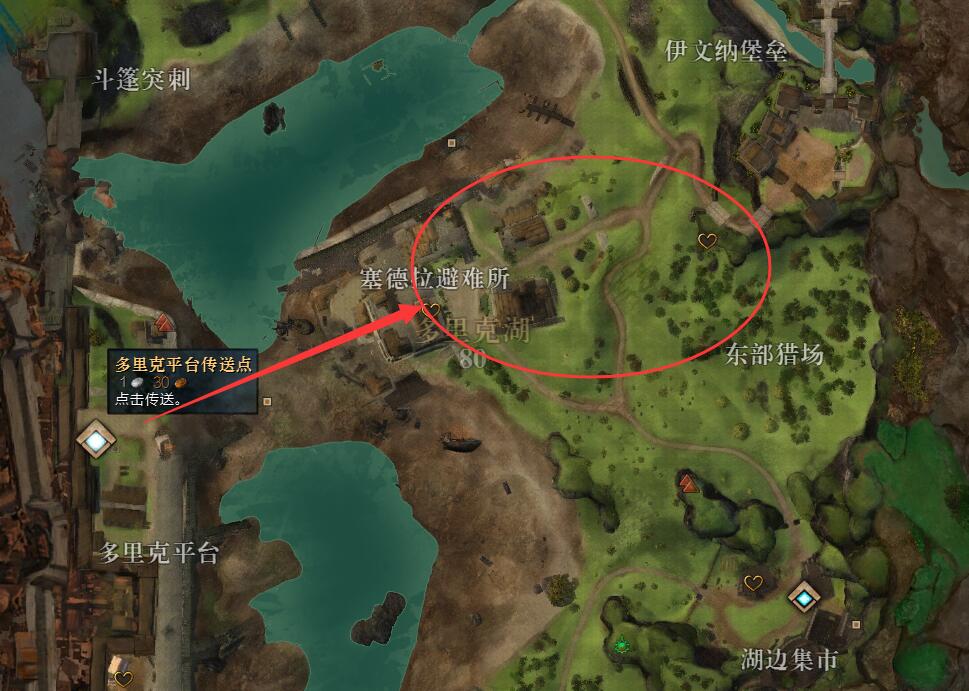 伊文纳堡垒
斗篷突刺
塞德拉避难所
多里克湖
80
东部猎场
多里克平台传送点
1 30
点击传送。
多里克平台
湖边集市